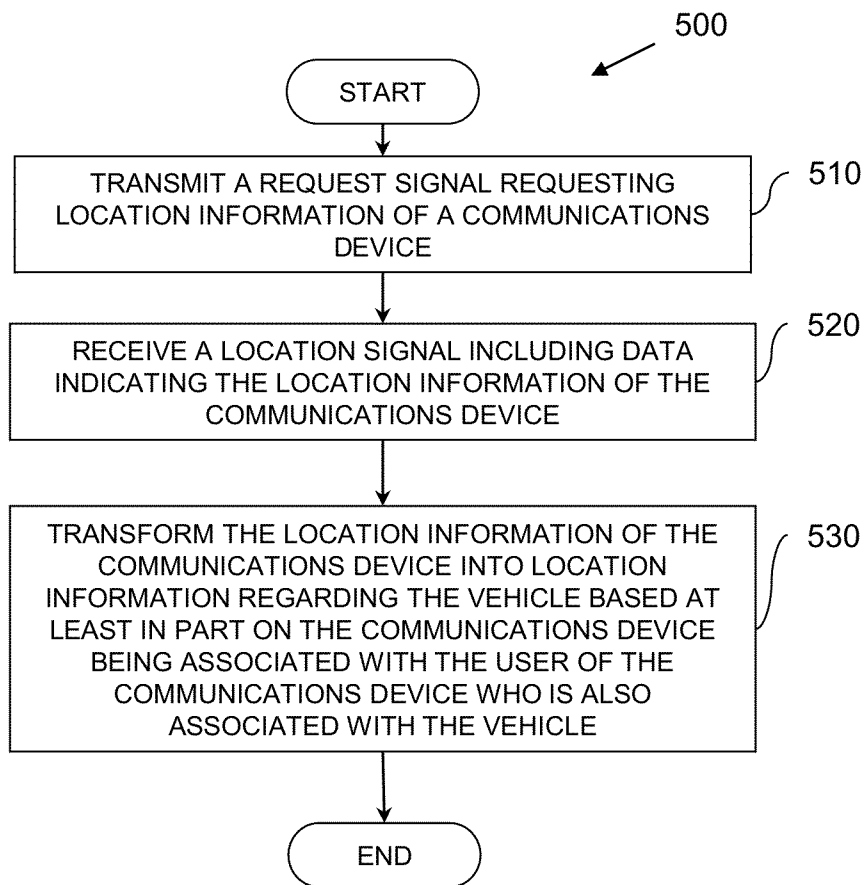 500
START
TRANSMIT A REQUEST SIGNAL REQUESTING
LOCATION INFORMATION OF A COMMUNICATIONS
DEVICE
510
RECEIVE A LOCATION SIGNAL INCLUDING DATA
INDICATING THE LOCATION INFORMATION OF THE
COMMUNICATIONS DEVICE
520
TRANSFORM THE LOCATION INFORMATION OF THE
COMMUNICATIONS DEVICE INTO LOCATION
INFORMATION REGARDING THE VEHICLE BASED AT
LEAST IN PART ON THE COMMUNICATIONS DEVICE
BEING ASSOCIATED WITH THE USER OF THE
COMMUNICATIONS DEVICE WHO IS ALSO
ASSOCIATED WITH THE VEHICLE
530
END